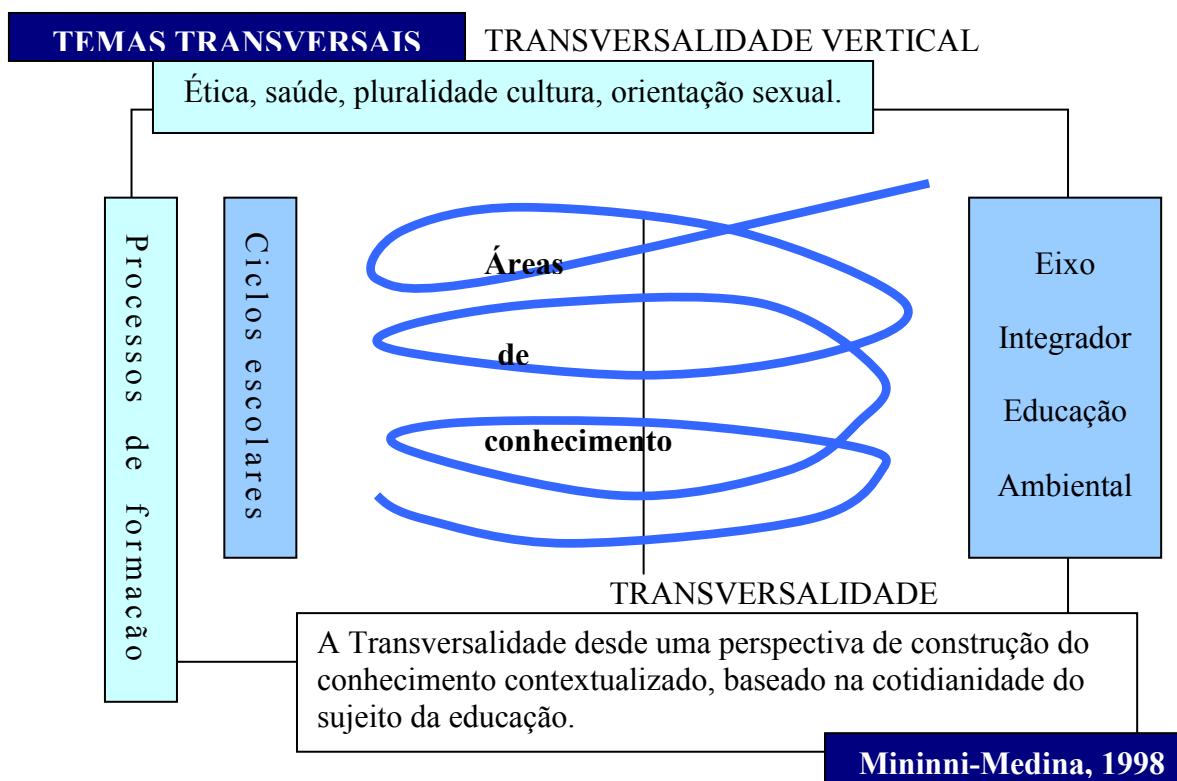 TEMAS TRANSVERSAIS
TRANSVERSALIDADE VERTICAL
Ética, saúde, pluralidade cultura, orientação sexual.
Processos de formação
Ciclos escolares
Áreas
de
conhecimento
Eixo
Integrador
Educação
Ambiental
TRANSVERSALIDADE
A Transversalidade desde uma perspectiva de construção do
conhecimento contextualizado, baseado na cotidianidade do
sujeito da educação.
Mininni-Medina, 1998